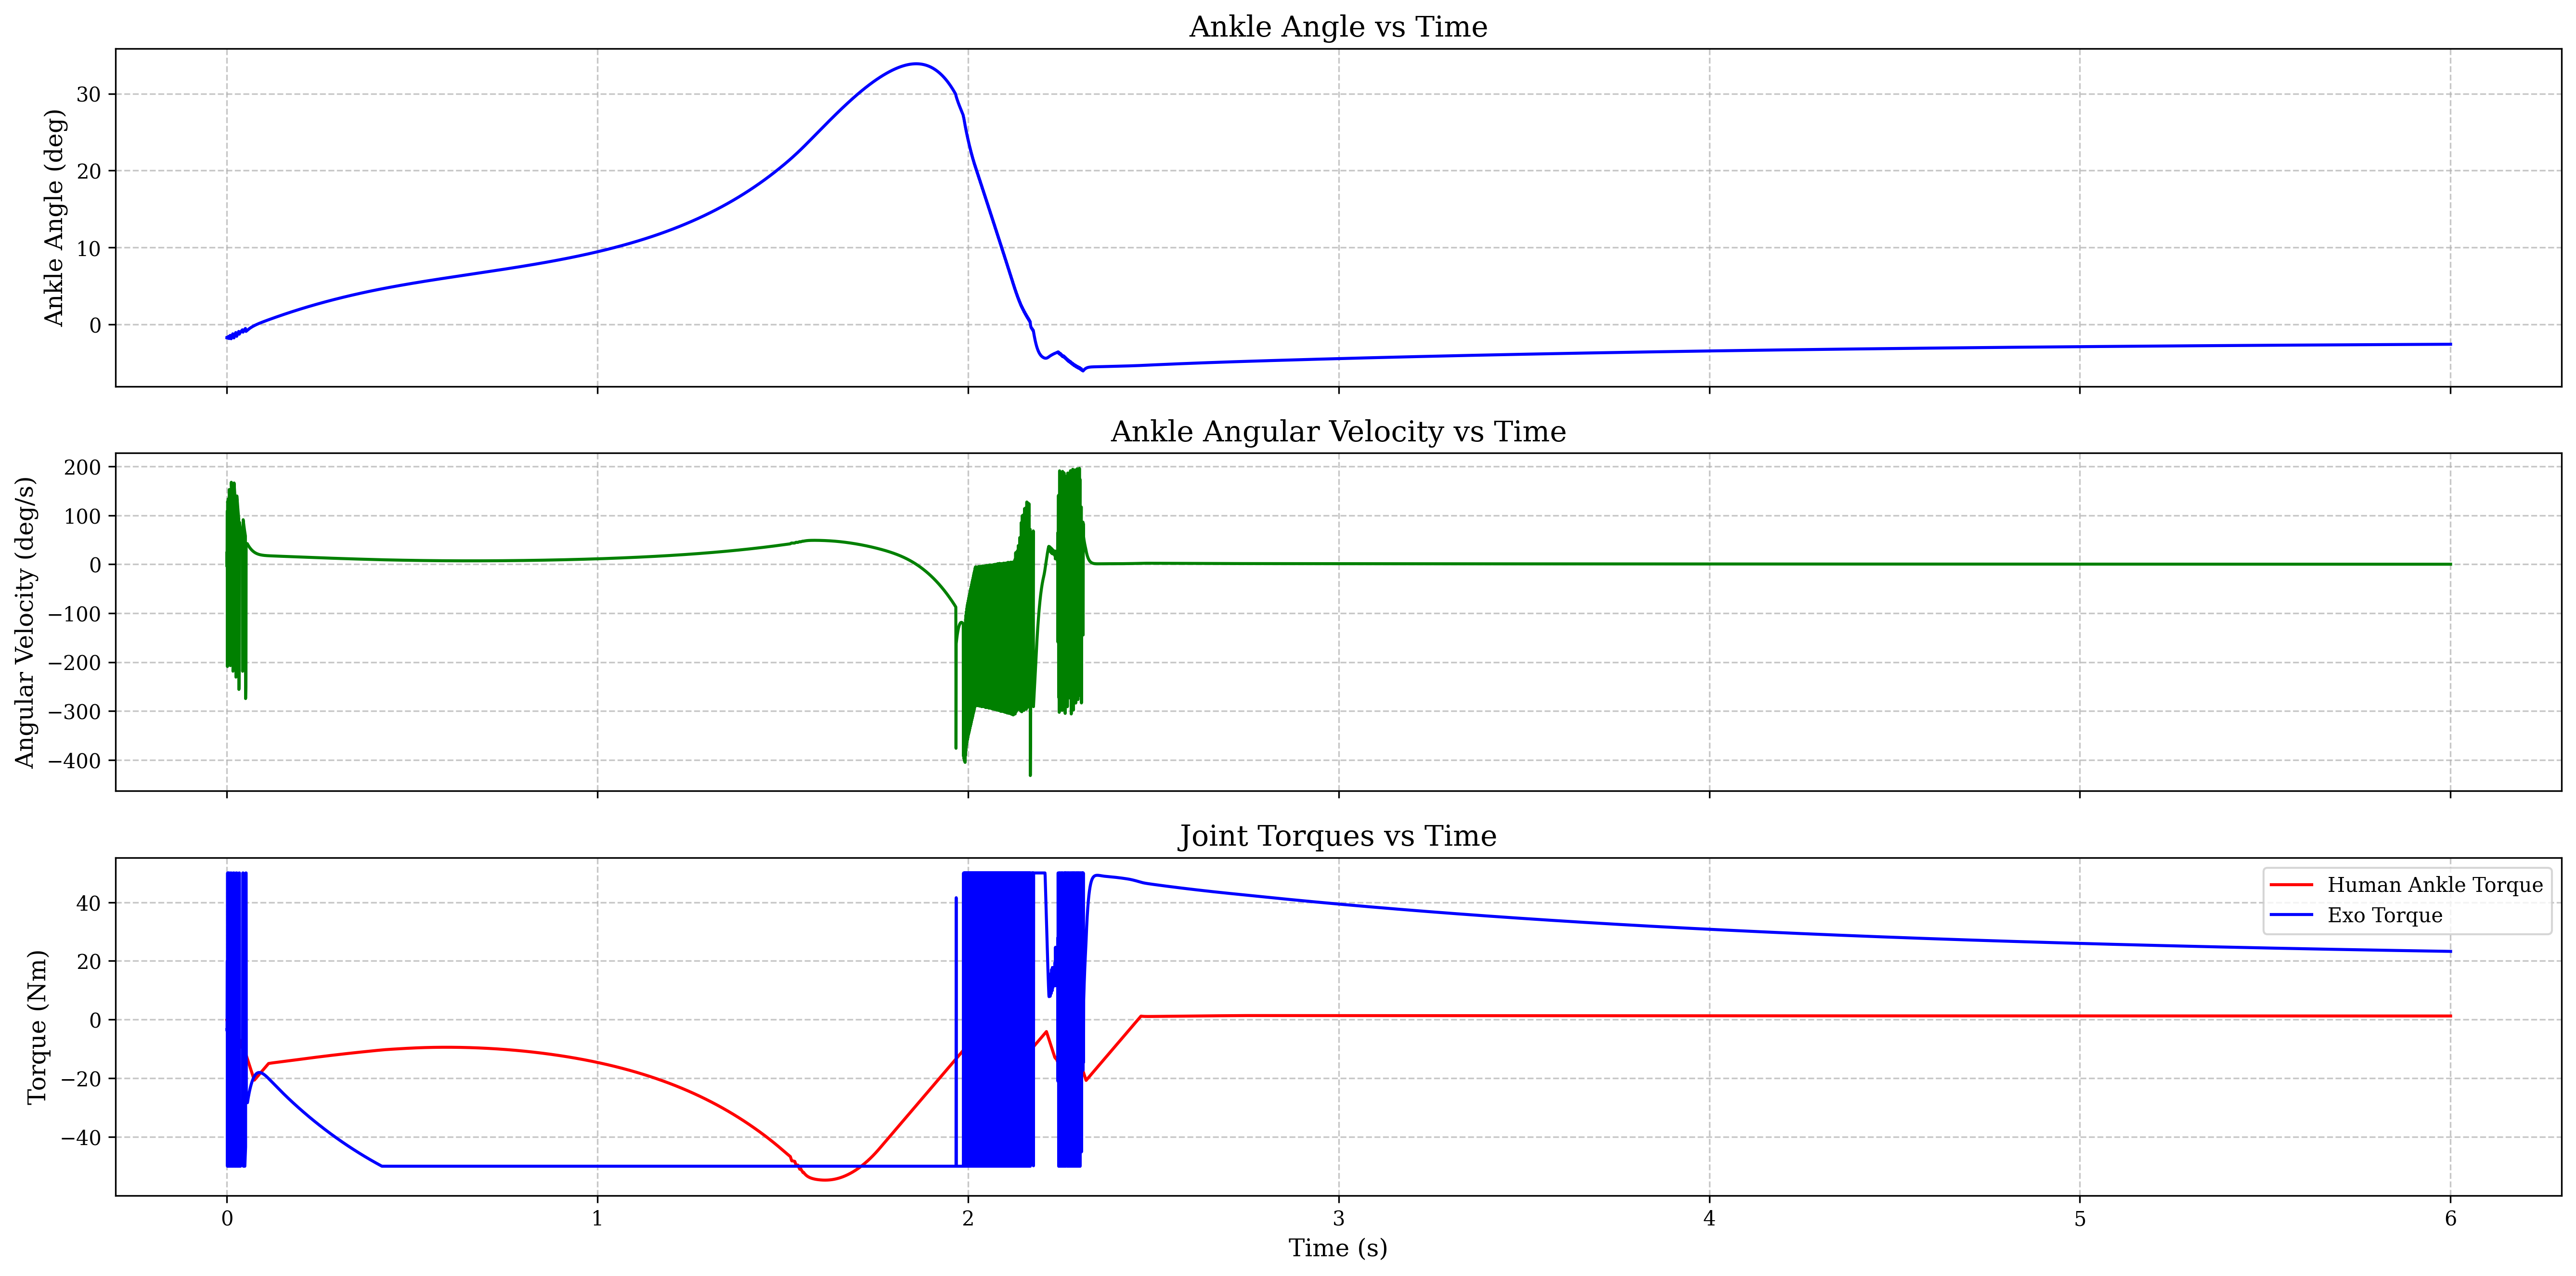 Ankle Angle vs Time
Ankle Angle (deg)
30
20
10
0
Ankle Angular Velocity vs Time
Angular Velocity (deg/s)
200
100
0
−100
−200
−300
−400
Joint Torques vs Time
Torque (Nm)
40
20
0
−20
−40
Human Ankle Torque
Exo Torque
0 1 2 3 4 5 6
Time (s)